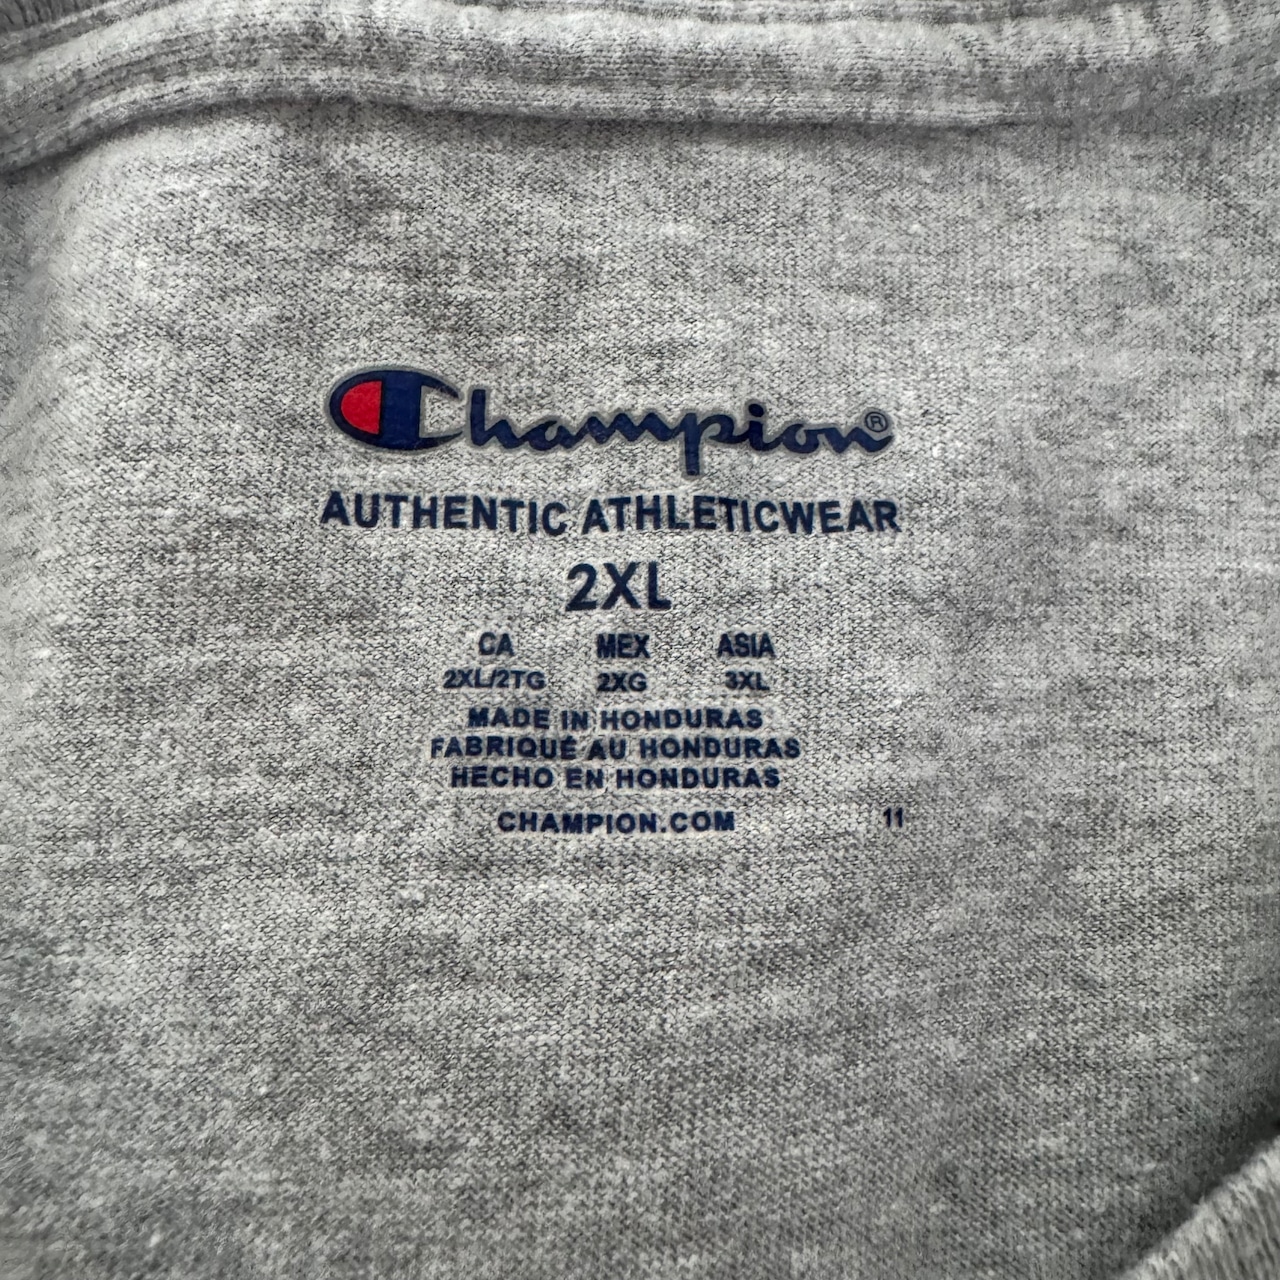 Champion®
AUTHENTIC ATHLETICWEAR
2XL
CA MEX ASIA
2XL/2TG 2XG 3XL
MADE IN HONDURAS
FABRIQUÉ AU HONDURAS
HECHO EN HONDURAS
CHAMPION.COM 11